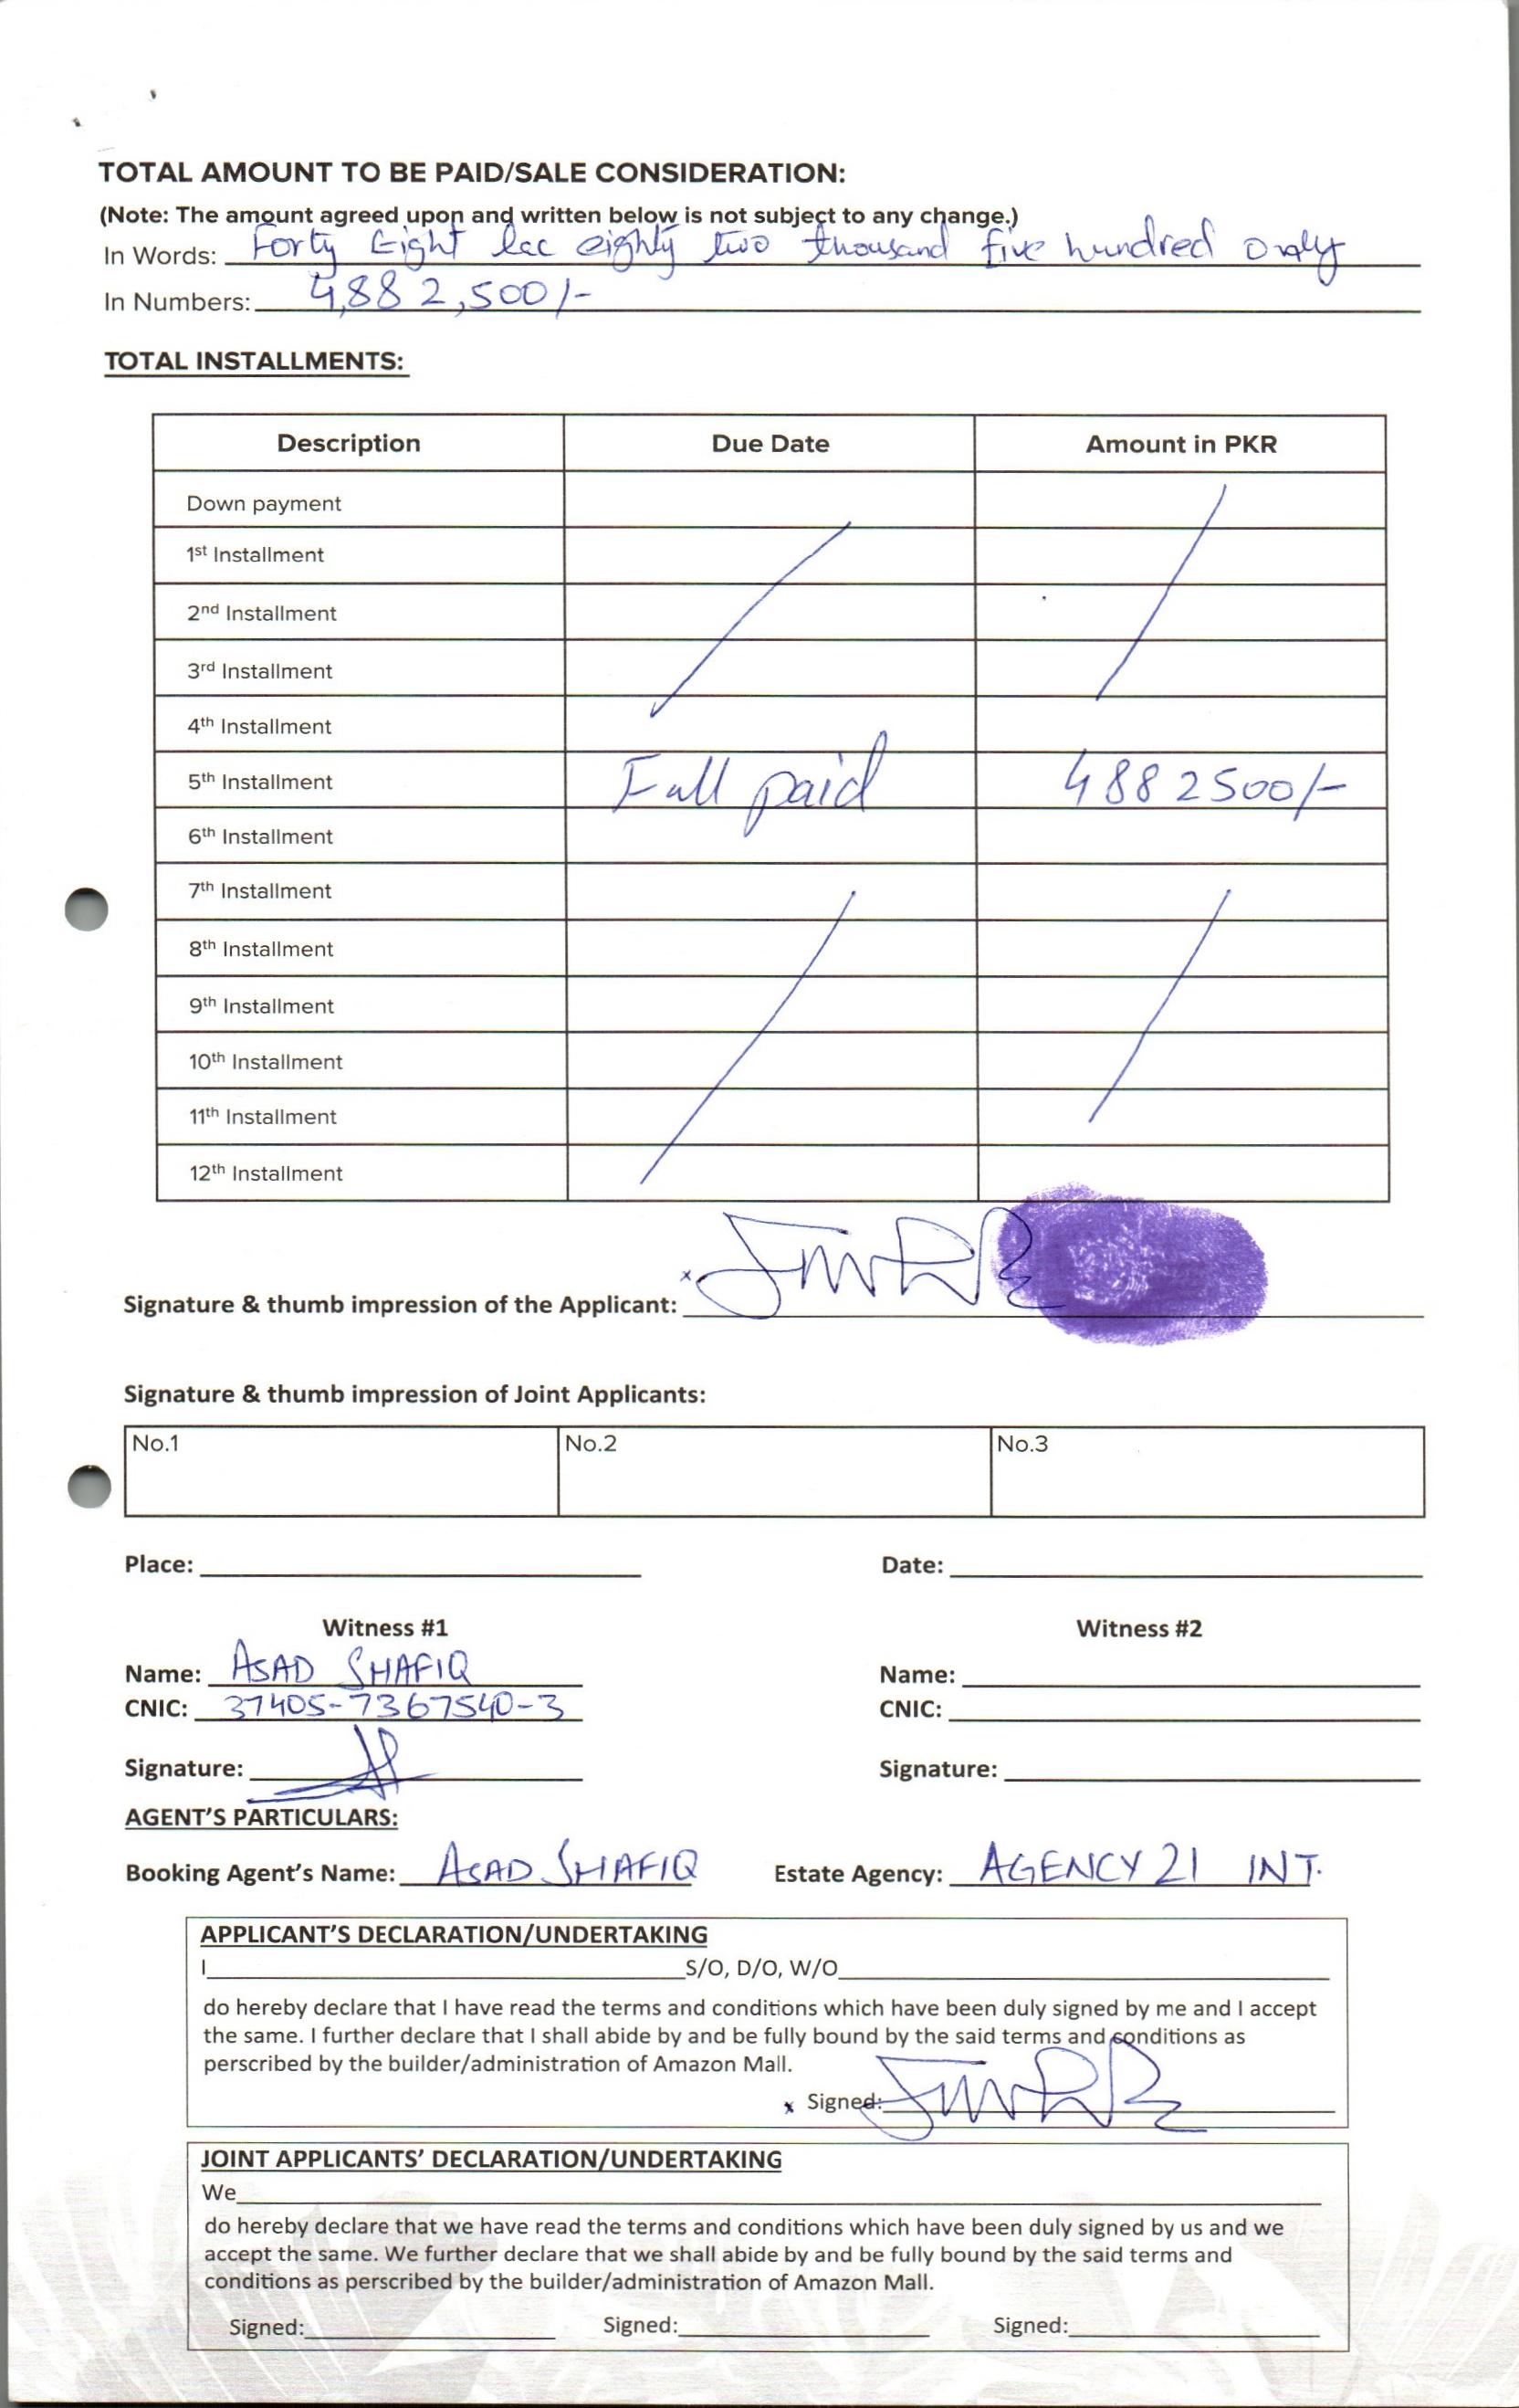 TOTAL AMOUNT TO BE PAID/SALE CONSIDERATION:
(Note: The amount agreed upon and written below is not subject to any change.)
In Words: Forty Eight lac eighty two thousand five hundred only
In Numbers: 4,882,500/-
TOTAL INSTALLMENTS:
Description Due Date Amount in PKR
Down payment
1st Installment
2nd Installment
3rd Installment
4th Installment
5th Installment Full paid 4882500/-
6th Installment
7th Installment
8th Installment
9th Installment
10th Installment
11th Installment
12th Installment
Signature & thumb impression of the Applicant:
Signature & thumb impression of Joint Applicants:
No.1 No.2 No.3
Place: Date:
Witness #1 Witness #2
Name: ASAD SHAFIQ Name:
CNIC: 37405-7367540-3 CNIC:
Signature: Signature:
AGENT'S PARTICULARS:
Booking Agent's Name: ASAD SHAFIQ Estate Agency: AGENCY 21 INT.
APPLICANT'S DECLARATION/UNDERTAKING
I S/O, D/O, W/O
do hereby declare that I have read the terms and conditions which have been duly signed by me and I accept
the same. I further declare that I shall abide by and be fully bound by the said terms and conditions as
perscribed by the builder/administration of Amazon Mall.
x Signed:
JOINT APPLICANTS' DECLARATION/UNDERTAKING
We
do hereby declare that we have read the terms and conditions which have been duly signed by us and we
accept the same. We further declare that we shall abide by and be fully bound by the said terms and
conditions as perscribed by the builder/administration of Amazon Mall.
Signed: Signed: Signed: